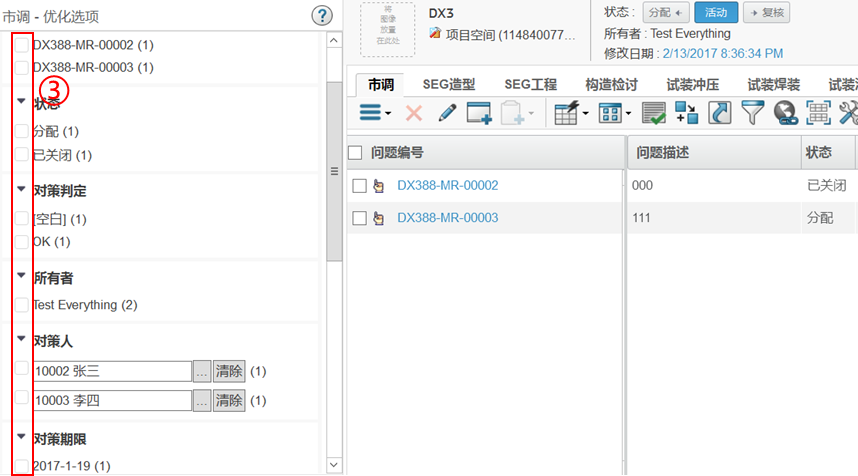 市调 - 优化选项
?
DX388-MR-00002 (1)
DX388-MR-00003 (1)
③
状态
分配 (1)
已关闭 (1)
对策判定
[空白] (1)
OK (1)
所有者
Test Everything (2)
对策人
10002 张三 ... 清除 (1)
10003 李四 ... 清除 (1)
对策期限
2017-1-19 (1)
将
图像
放置
在此处
DX3
项目空间 (114840077...
状态 : 分配 活动 复核
所有者 : Test Everything
修改日期 : 2/13/2017 8:36:34 PM
市调 SEG造型 SEG工程 构造检讨 试装冲压 试装焊装
问题编号 问题描述 状态
DX388-MR-00002 000 已关闭
DX388-MR-00003 111 分配